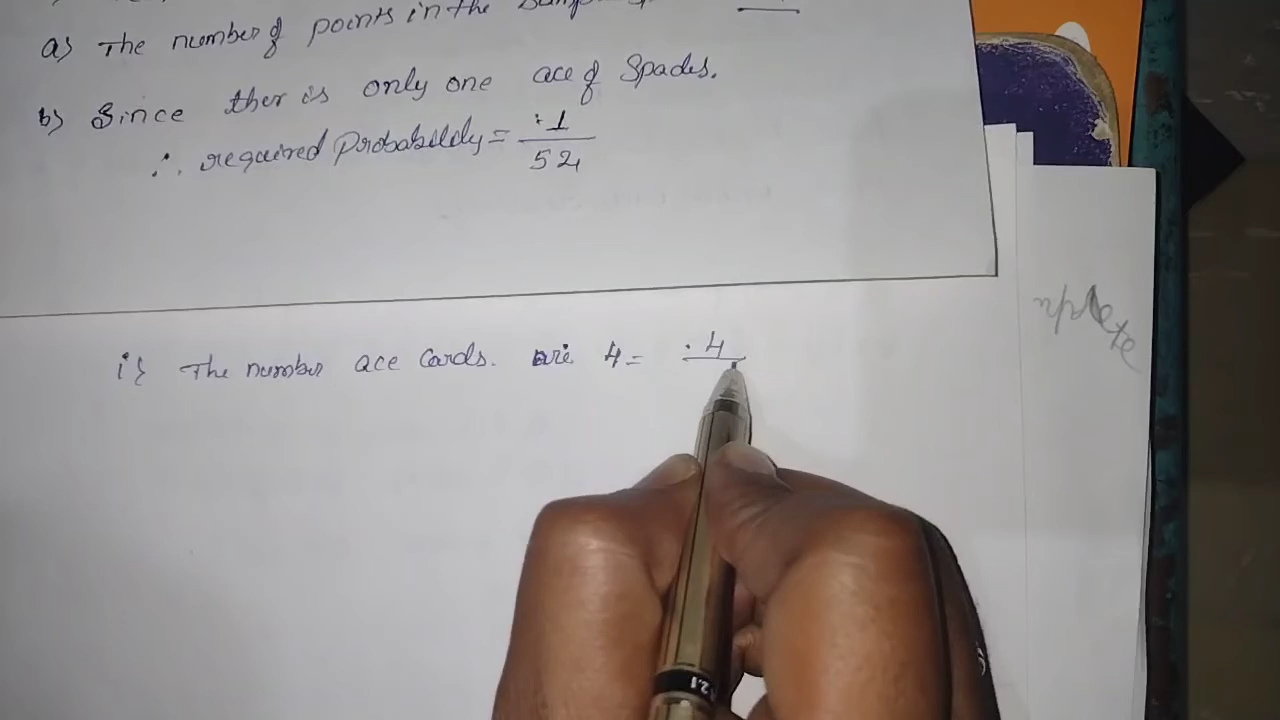 a) The number of points in the
b) Since ther is only one ace of Spades.
∴ required Probability = 1/52
i} The number ace Cards. are 4 = 4